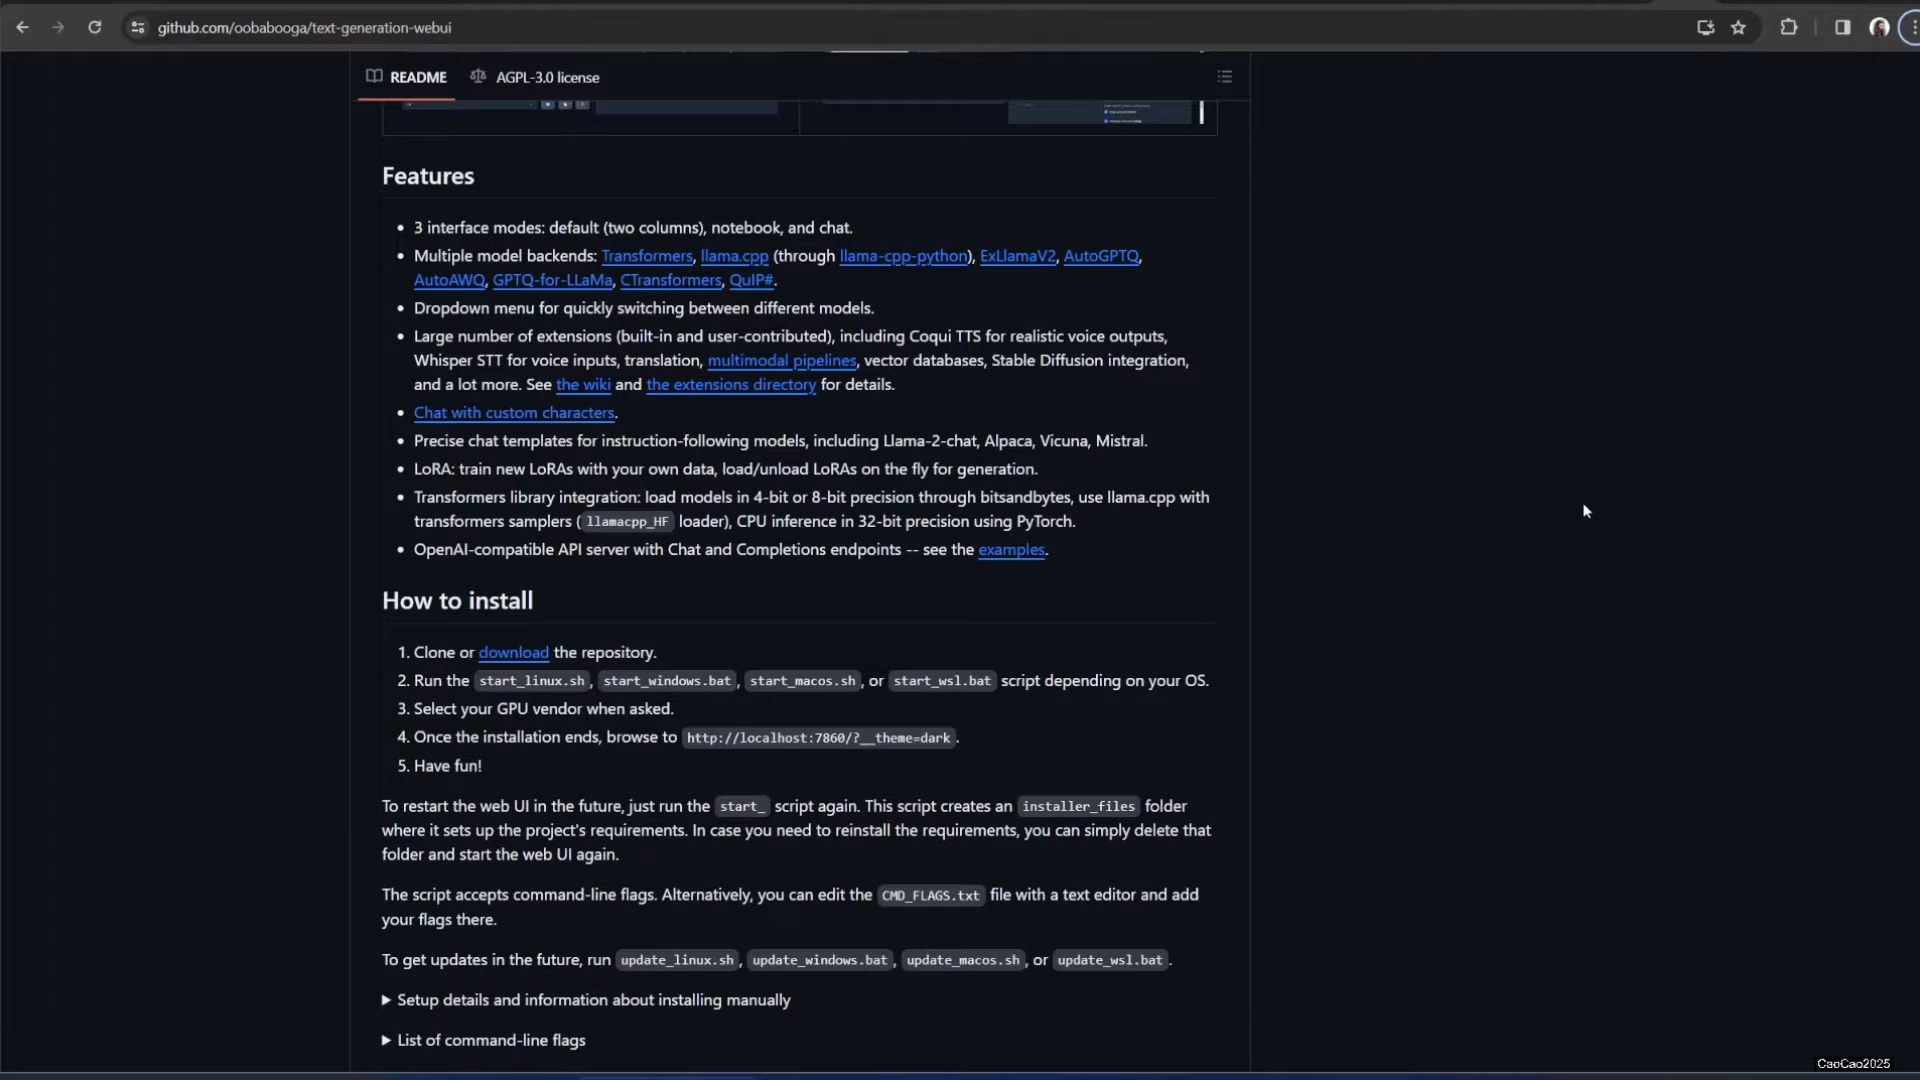 github.com/oobabooga/text-generation-webui
README
AGPL-3.0 license
Features
3 interface modes: default (two columns), notebook, and chat.
Multiple model backends: Transformers, llama.cpp (through llama-cpp-python), ExLlamaV2, AutoGPTQ,
AutoAWQ, GPTQ-for-LLaMa, CTransformers, QuIP#.
Dropdown menu for quickly switching between different models.
Large number of extensions (built-in and user-contributed), including Coqui TTS for realistic voice outputs,
Whisper STT for voice inputs, translation, multimodal pipelines, vector databases, Stable Diffusion integration,
and a lot more. See the wiki and the extensions directory for details.
Chat with custom characters.
Precise chat templates for instruction-following models, including Llama-2-chat, Alpaca, Vicuna, Mistral.
LoRA: train new LoRAs with your own data, load/unload LoRAs on the fly for generation.
Transformers library integration: load models in 4-bit or 8-bit precision through bitsandbytes, use llama.cpp with
transformers samplers (llamacpp_HF loader), CPU inference in 32-bit precision using PyTorch.
OpenAI-compatible API server with Chat and Completions endpoints -- see the examples.
How to install
1. Clone or download the repository.
2. Run the start_linux.sh, start_windows.bat, start_macos.sh, or start_wsl.bat script depending on your OS.
3. Select your GPU vendor when asked.
4. Once the installation ends, browse to http://localhost:7860/?__theme=dark.
5. Have fun!
To restart the web UI in the future, just run the start_ script again. This script creates an installer_files folder
where it sets up the project's requirements. In case you need to reinstall the requirements, you can simply delete that
folder and start the web UI again.
The script accepts command-line flags. Alternatively, you can edit the CMD_FLAGS.txt file with a text editor and add
your flags there.
To get updates in the future, run update_linux.sh, update_windows.bat, update_macos.sh, or update_wsl.bat.
Setup details and information about installing manually
List of command-line flags
CaoCao2025